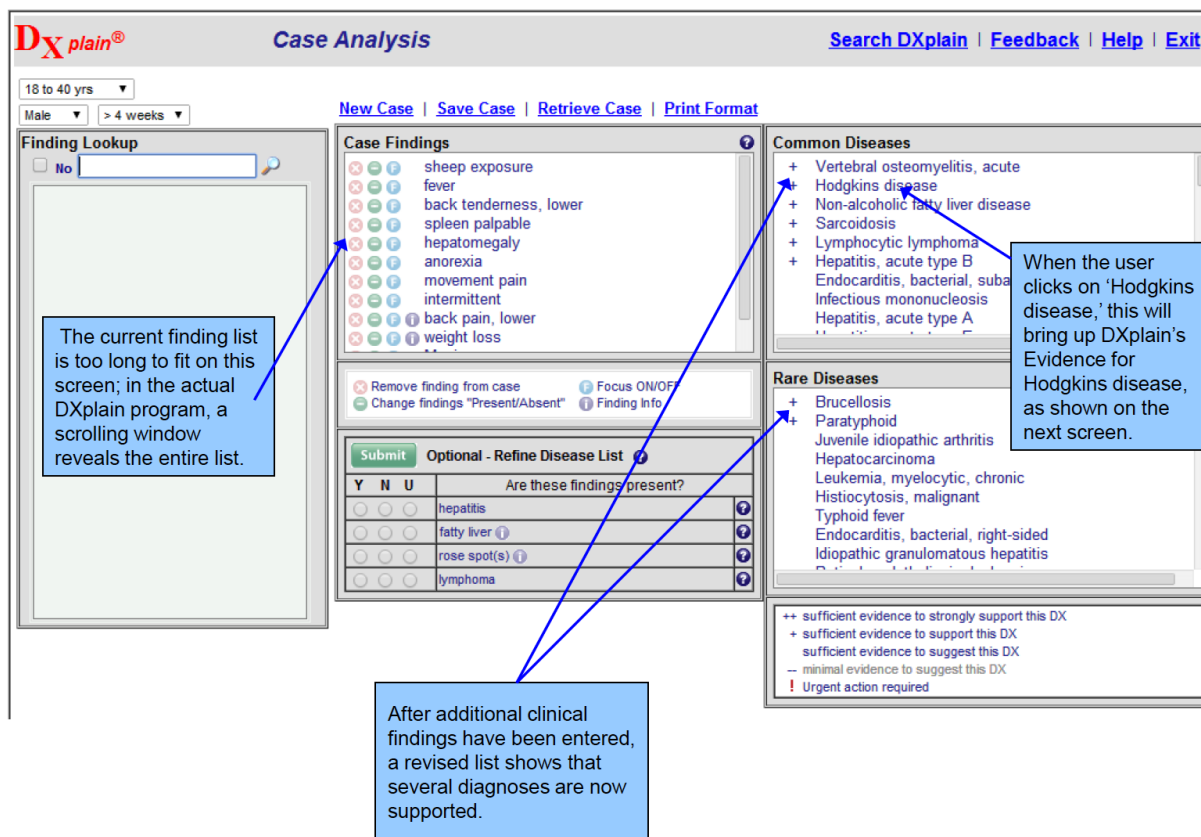 DX plain®
Case Analysis
Search DXplain | Feedback | Help | Exit
18 to 40 yrs ▼
Male ▼ > 4 weeks ▼
New Case | Save Case | Retrieve Case | Print Format
Finding Lookup
No
Case Findings ?
sheep exposure
F fever
F back tenderness, lower
F spleen palpable
F hepatomegaly
F anorexia
F movement pain
F intermittent
F i back pain, lower
F i weight loss
Remove finding from case F Focus ON/OFF
Change findings "Present/Absent" i Finding Info
Submit Optional - Refine Disease List ?
Y N U Are these findings present?
hepatitis ?
fatty liver i ?
rose spot(s) i ?
lymphoma ?
Common Diseases
+ Vertebral osteomyelitis, acute
+ Hodgkins disease
+ Non-alcoholic fatty liver disease
+ Sarcoidosis
+ Lymphocytic lymphoma
+ Hepatitis, acute type B
Endocarditis, bacterial, suba
Infectious mononucleosis
Hepatitis, acute type A
Rare Diseases
+ Brucellosis
+ Paratyphoid
Juvenile idiopathic arthritis
Hepatocarcinoma
Leukemia, myelocytic, chronic
Histiocytosis, malignant
Typhoid fever
Endocarditis, bacterial, right-sided
Idiopathic granulomatous hepatitis
++ sufficient evidence to strongly support this DX
+ sufficient evidence to support this DX
sufficient evidence to suggest this DX
-- minimal evidence to suggest this DX
! Urgent action required
The current finding list
is too long to fit on this
screen; in the actual
DXplain program, a
scrolling window
reveals the entire list.
When the user
clicks on ‘Hodgkins
disease,’ this will
bring up DXplain’s
Evidence for
Hodgkins disease,
as shown on the
next screen.
After additional clinical
findings have been entered,
a revised list shows that
several diagnoses are now
supported.